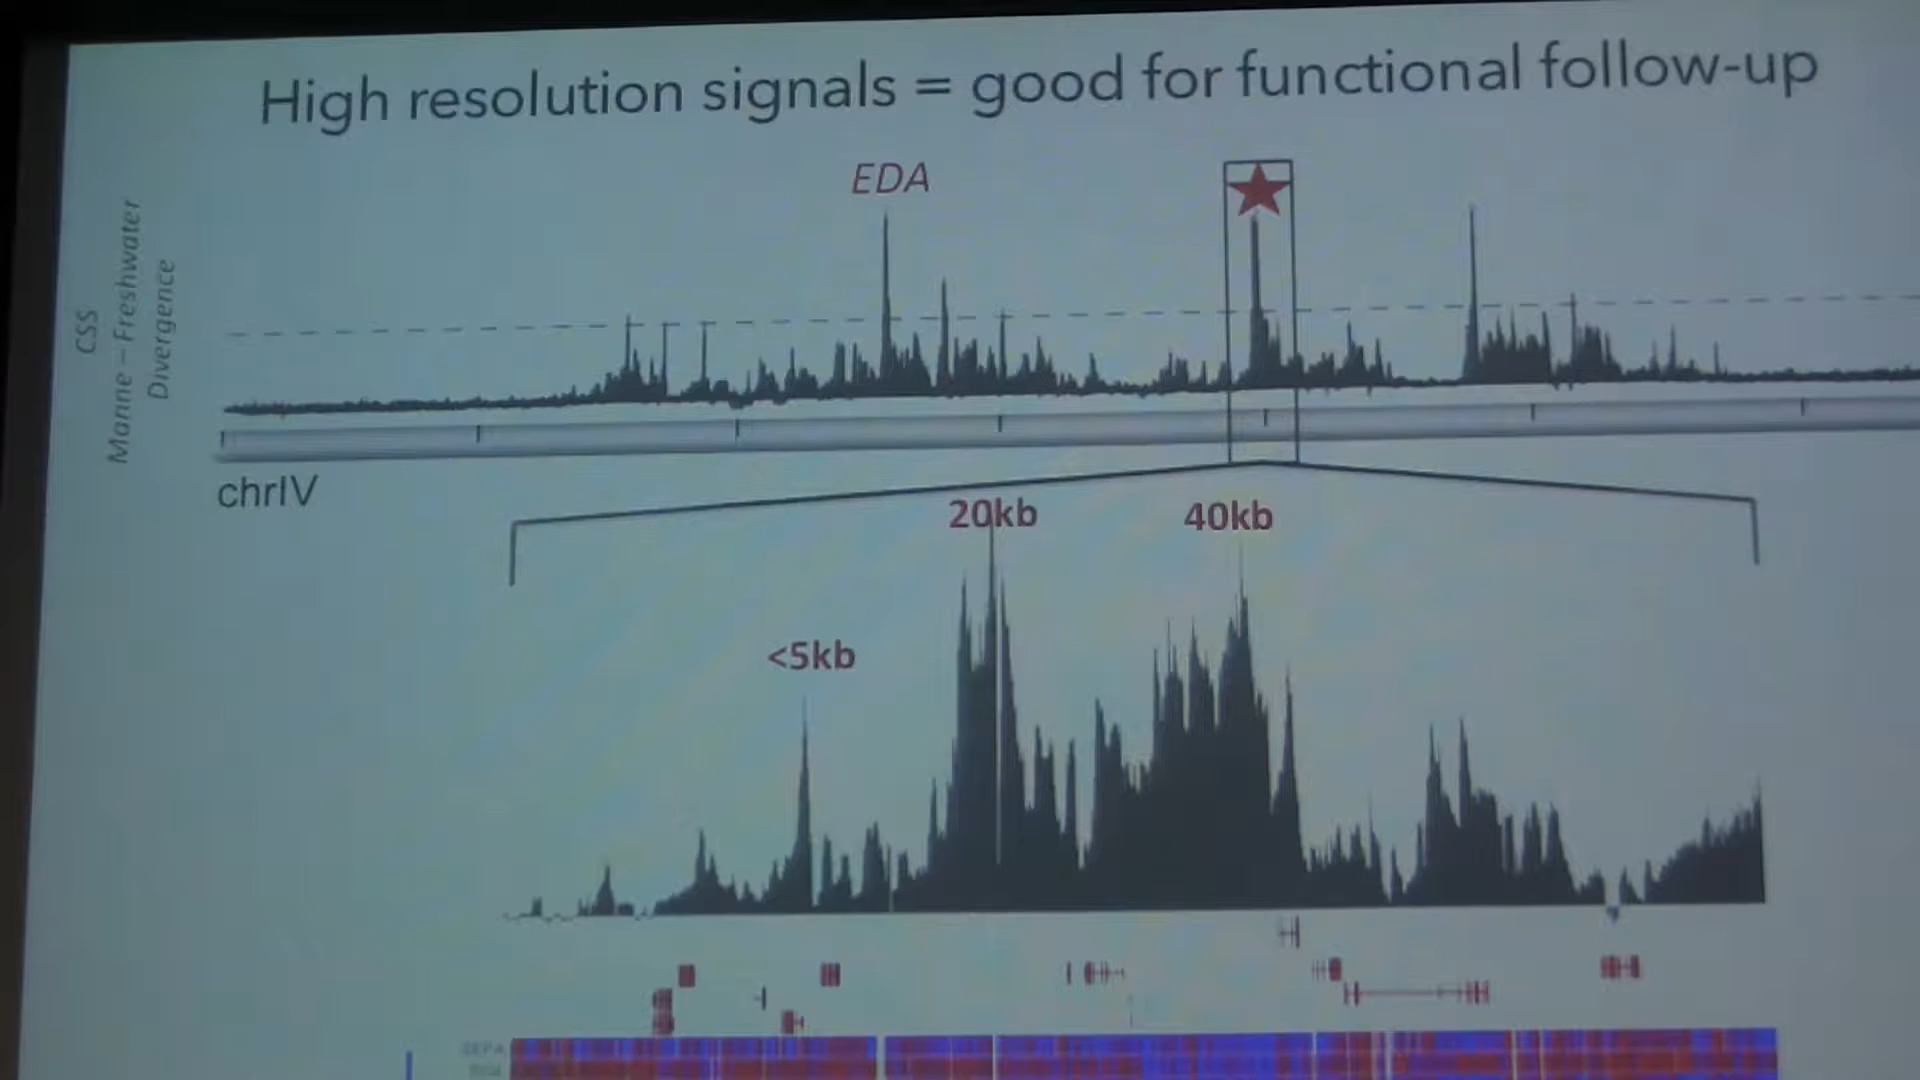 High resolution signals = good for functional follow-up
EDA
CSS
Marine – Freshwater
Divergence
chrIV
20kb
40kb
<5kb